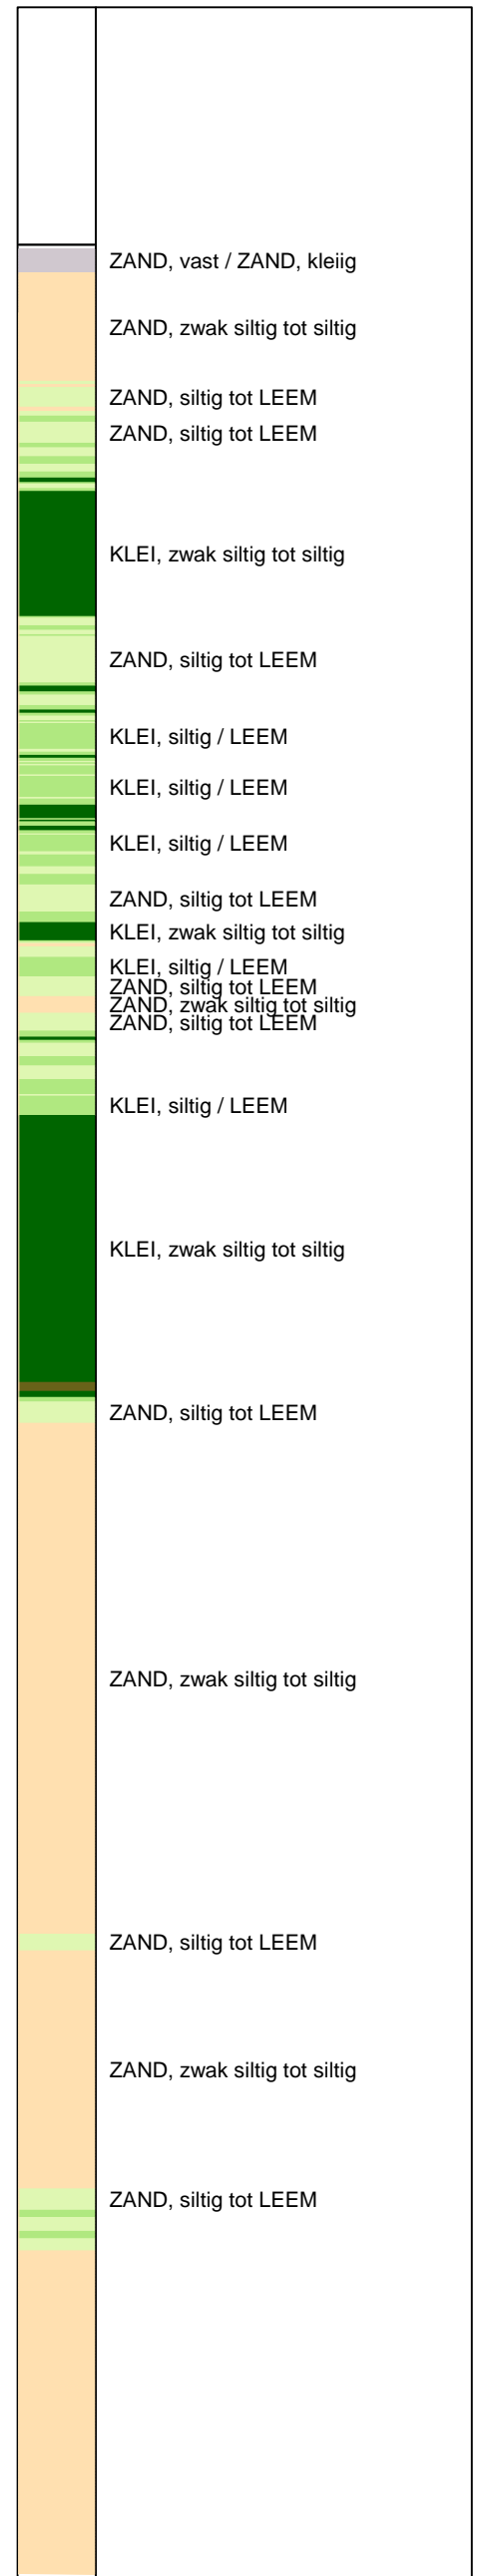 ZAND, vast / ZAND, kleiig
ZAND, zwak siltig tot siltig
ZAND, siltig tot LEEM
ZAND, siltig tot LEEM
KLEI, zwak siltig tot siltig
ZAND, siltig tot LEEM
KLEI, siltig / LEEM
KLEI, siltig / LEEM
KLEI, siltig / LEEM
ZAND, siltig tot LEEM
KLEI, zwak siltig tot siltig
KLEI, siltig / LEEM
ZAND, siltig tot LEEM
ZAND, zwak siltig tot siltig
ZAND, siltig tot LEEM
KLEI, siltig / LEEM
KLEI, zwak siltig tot siltig
ZAND, siltig tot LEEM
ZAND, zwak siltig tot siltig
ZAND, siltig tot LEEM
ZAND, zwak siltig tot siltig
ZAND, siltig tot LEEM